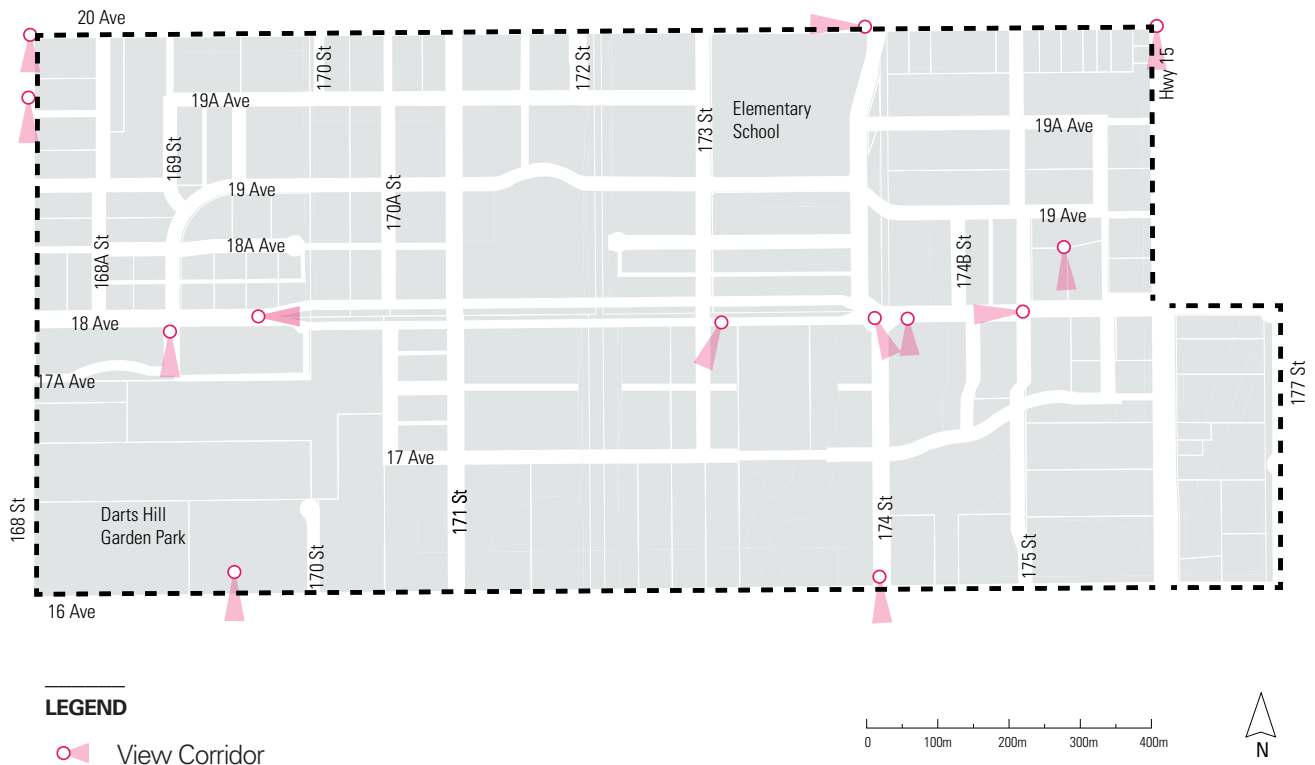 20 Ave
170 St
172 St
Hwy 15
19A Ave
Elementary
School
173 St
19A Ave
169 St
19 Ave
170A St
19 Ave
18A Ave
168A St
174B St
18 Ave
17A Ave
177 St
17 Ave
168 St
Darts Hill
Garden Park
171 St
174 St
170 St
175 St
16 Ave
LEGEND
View Corridor
0 100m 200m 300m 400m
N